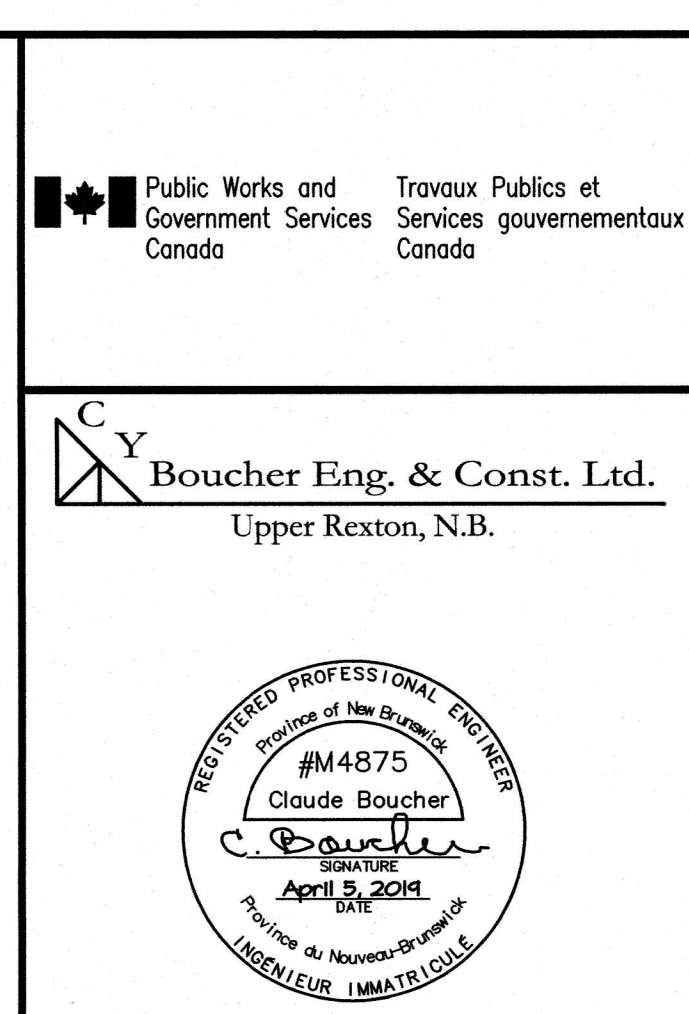 Public Works and
Government Services
Canada
Travaux Publics et
Services gouvernementaux
Canada
C Y
Boucher Eng. & Const. Ltd.
Upper Rexton, N.B.
REGISTERED PROFESSIONAL ENGINEER
Province of New Brunswick
#M4875
Claude Boucher
C. Boucher
SIGNATURE
April 5, 2019
DATE
Province du Nouveau-Brunswick
INGÉNIEUR IMMATRICULÉ